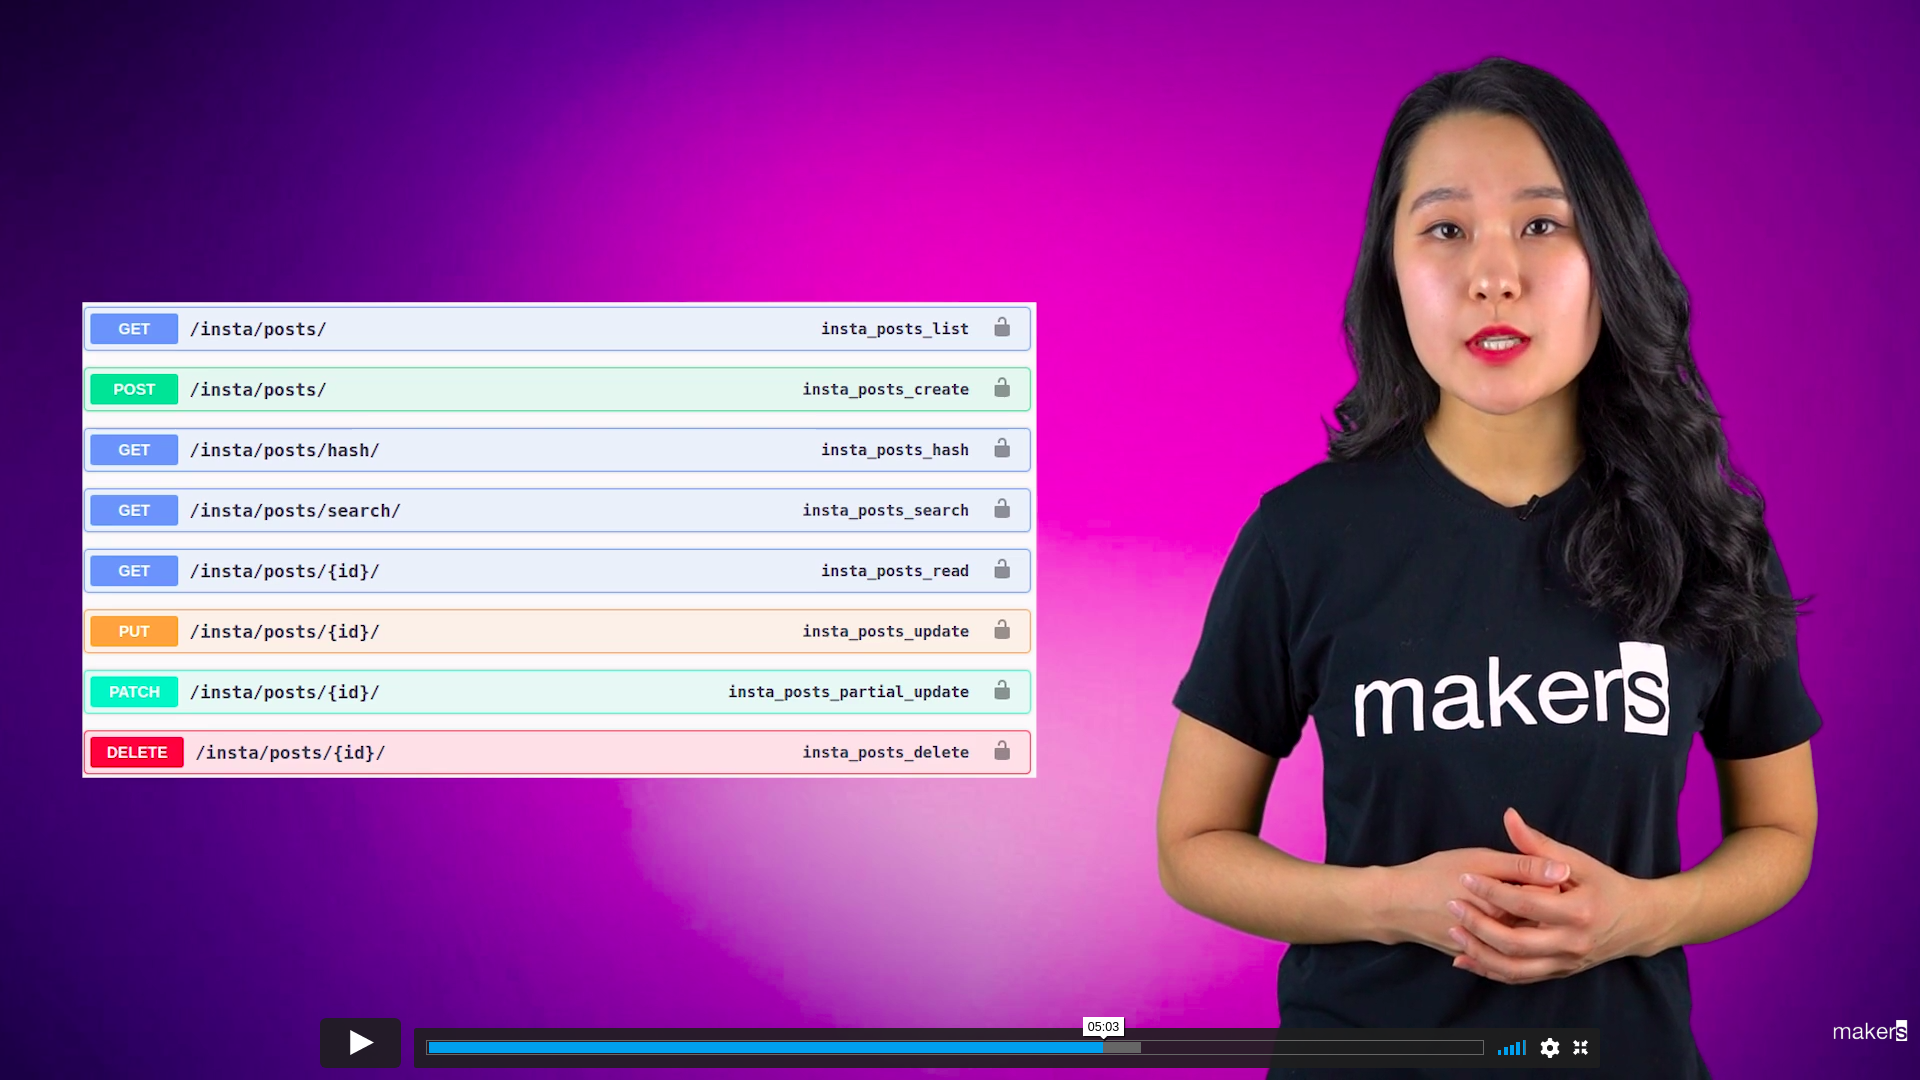 GET /insta/posts/ insta_posts_list
POST /insta/posts/ insta_posts_create
GET /insta/posts/hash/ insta_posts_hash
GET /insta/posts/search/ insta_posts_search
GET /insta/posts/{id}/ insta_posts_read
PUT /insta/posts/{id}/ insta_posts_update
PATCH /insta/posts/{id}/ insta_posts_partial_update
DELETE /insta/posts/{id}/ insta_posts_delete
makers
05:03
makers